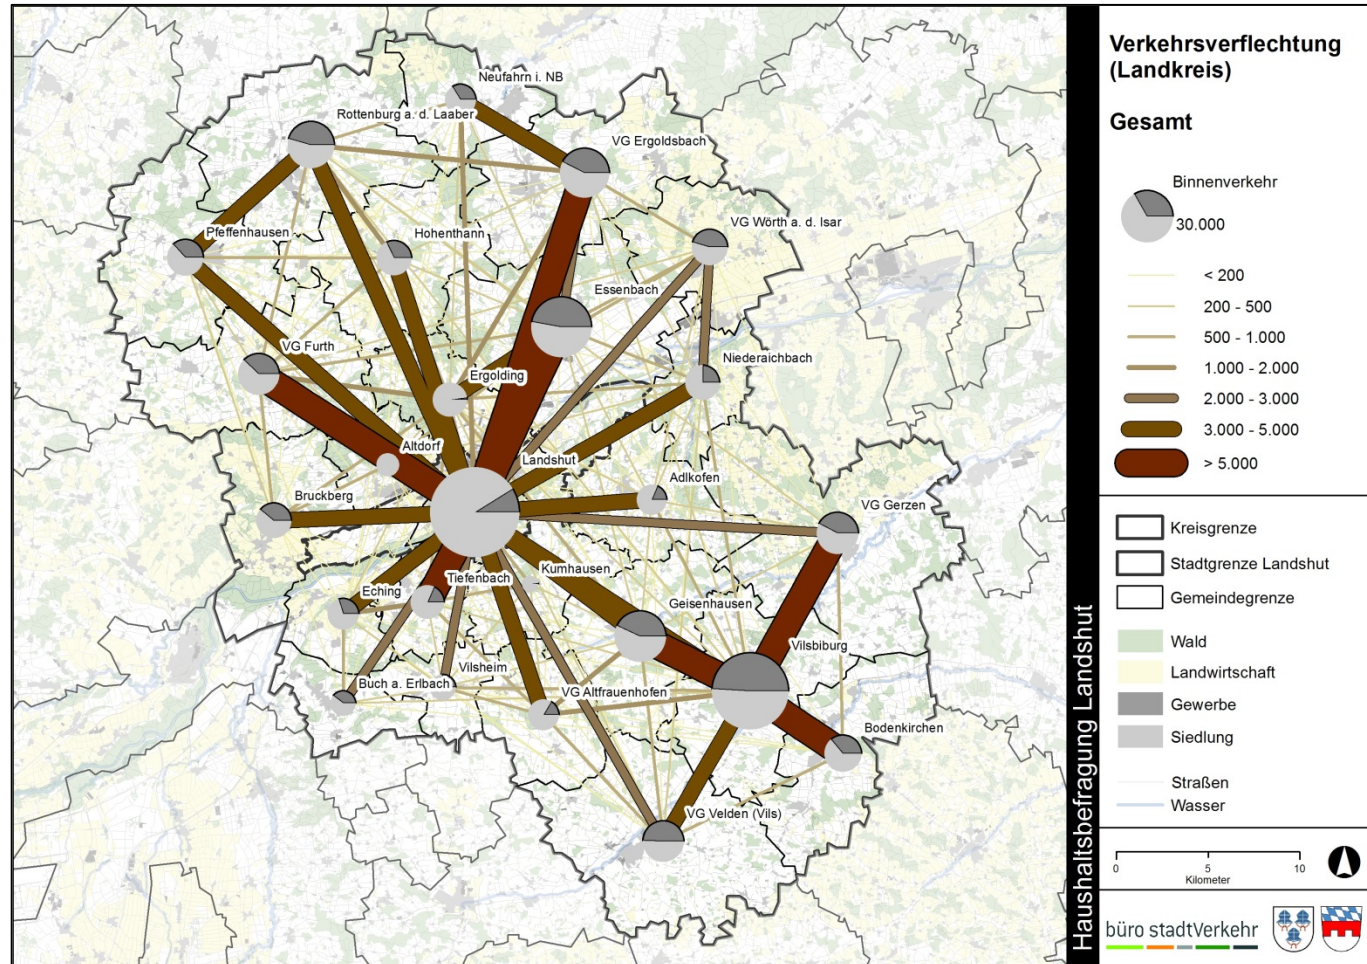 Neufahrn i. NB
Rottenburg a. d. Laaber
VG Ergoldsbach
VG Wörth a. d. Isar
Pfeffenhausen
Hohenthann
Essenbach
VG Furth
Niederaichbach
Ergolding
Altdorf
Landshut
Adlkofen
Bruckberg
VG Gerzen
Kumhausen
Tiefenbach
Eching
Geisenhausen
Vilsbiburg
Vilsheim
Buch a. Erlbach
VG Altfrauenhofen
Bodenkirchen
VG Velden (Vils)
Haushaltsbefragung Landshut
Verkehrsverflechtung
(Landkreis)
Gesamt
Binnenverkehr
30.000
< 200
200 - 500
500 - 1.000
1.000 - 2.000
2.000 - 3.000
3.000 - 5.000
> 5.000
Kreisgrenze
Stadtgrenze Landshut
Gemeindegrenze
Wald
Landwirtschaft
Gewerbe
Siedlung
Straßen
Wasser
0 5 10
Kilometer
büro stadtVerkehr